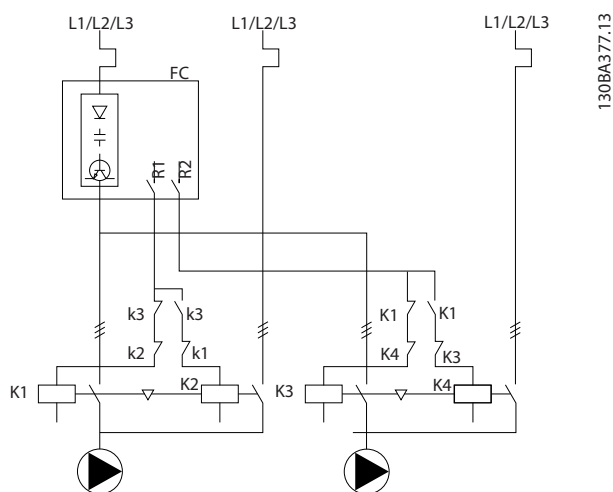 L1/L2/L3 L1/L2/L3 L1/L2/L3
FC
R1
R2
k3 k3 K1 K1
k2 k1 K4 K3
K1 K2 K3 K4
130BA377.13